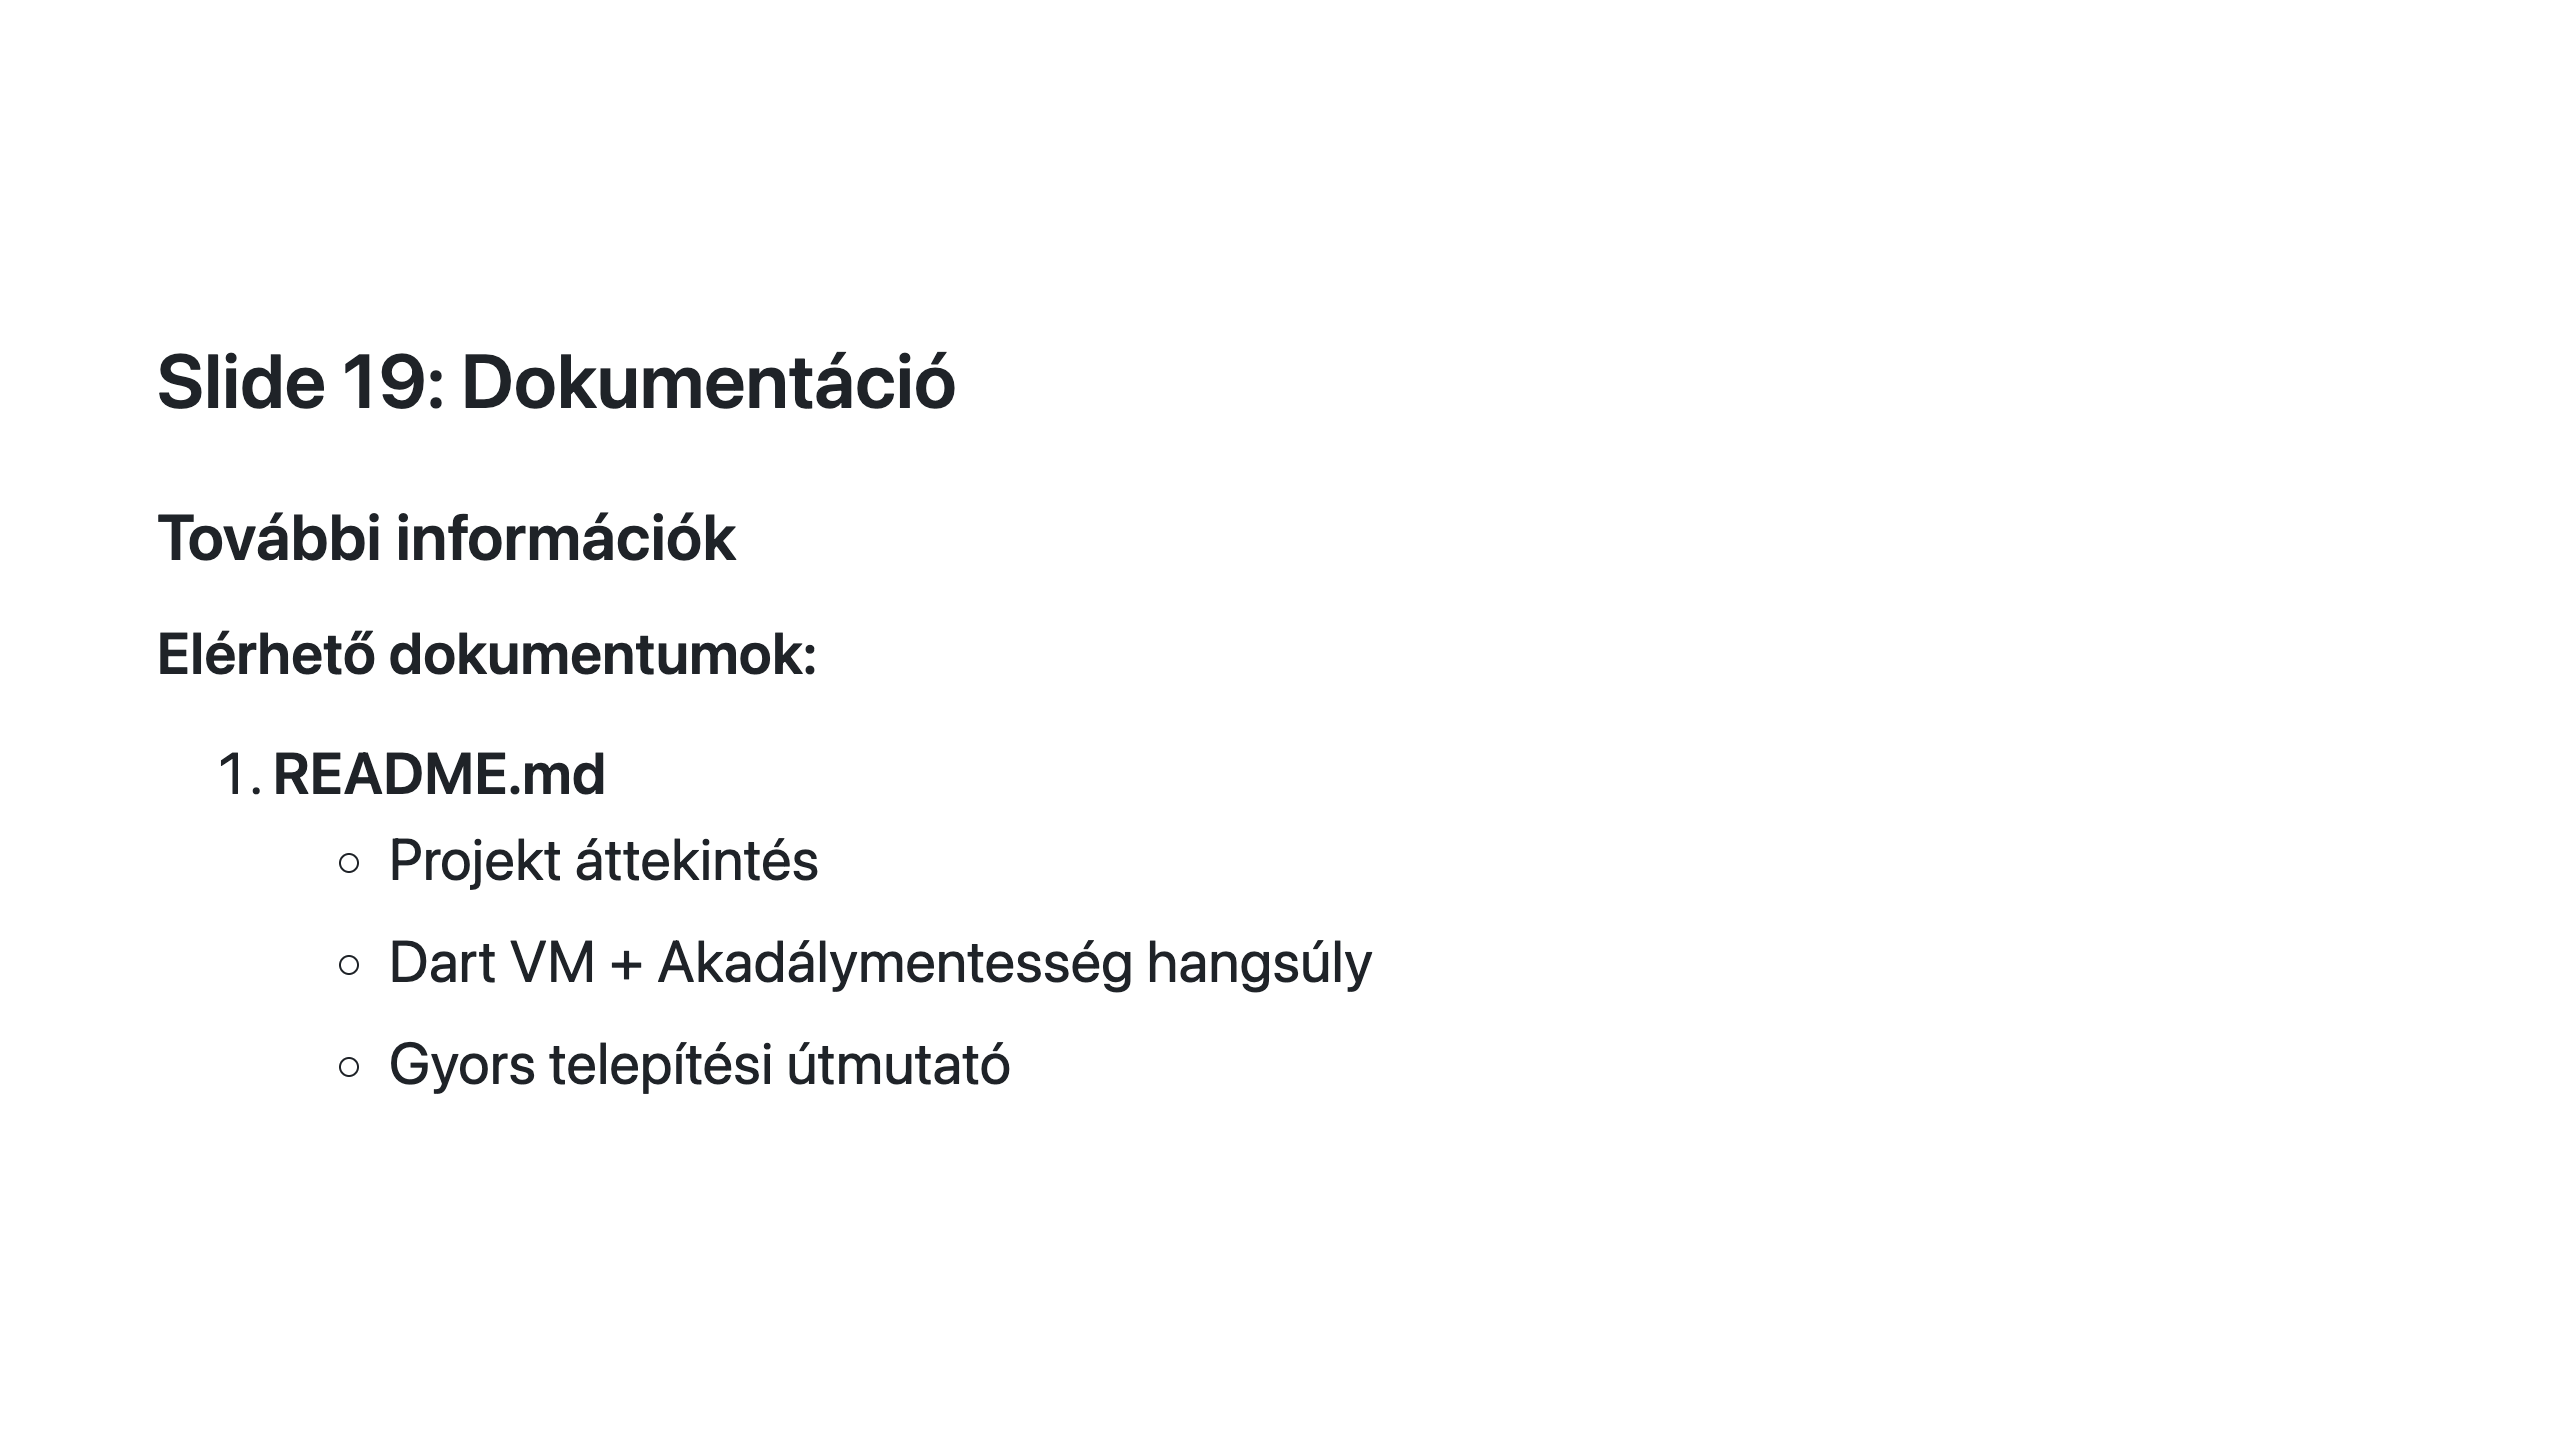 Slide 19: Dokumentáció
További információk
Elérhető dokumentumok:
1. README.md
○ Projekt áttekintés
○ Dart VM + Akadálymentesség hangsúly
○ Gyors telepítési útmutató